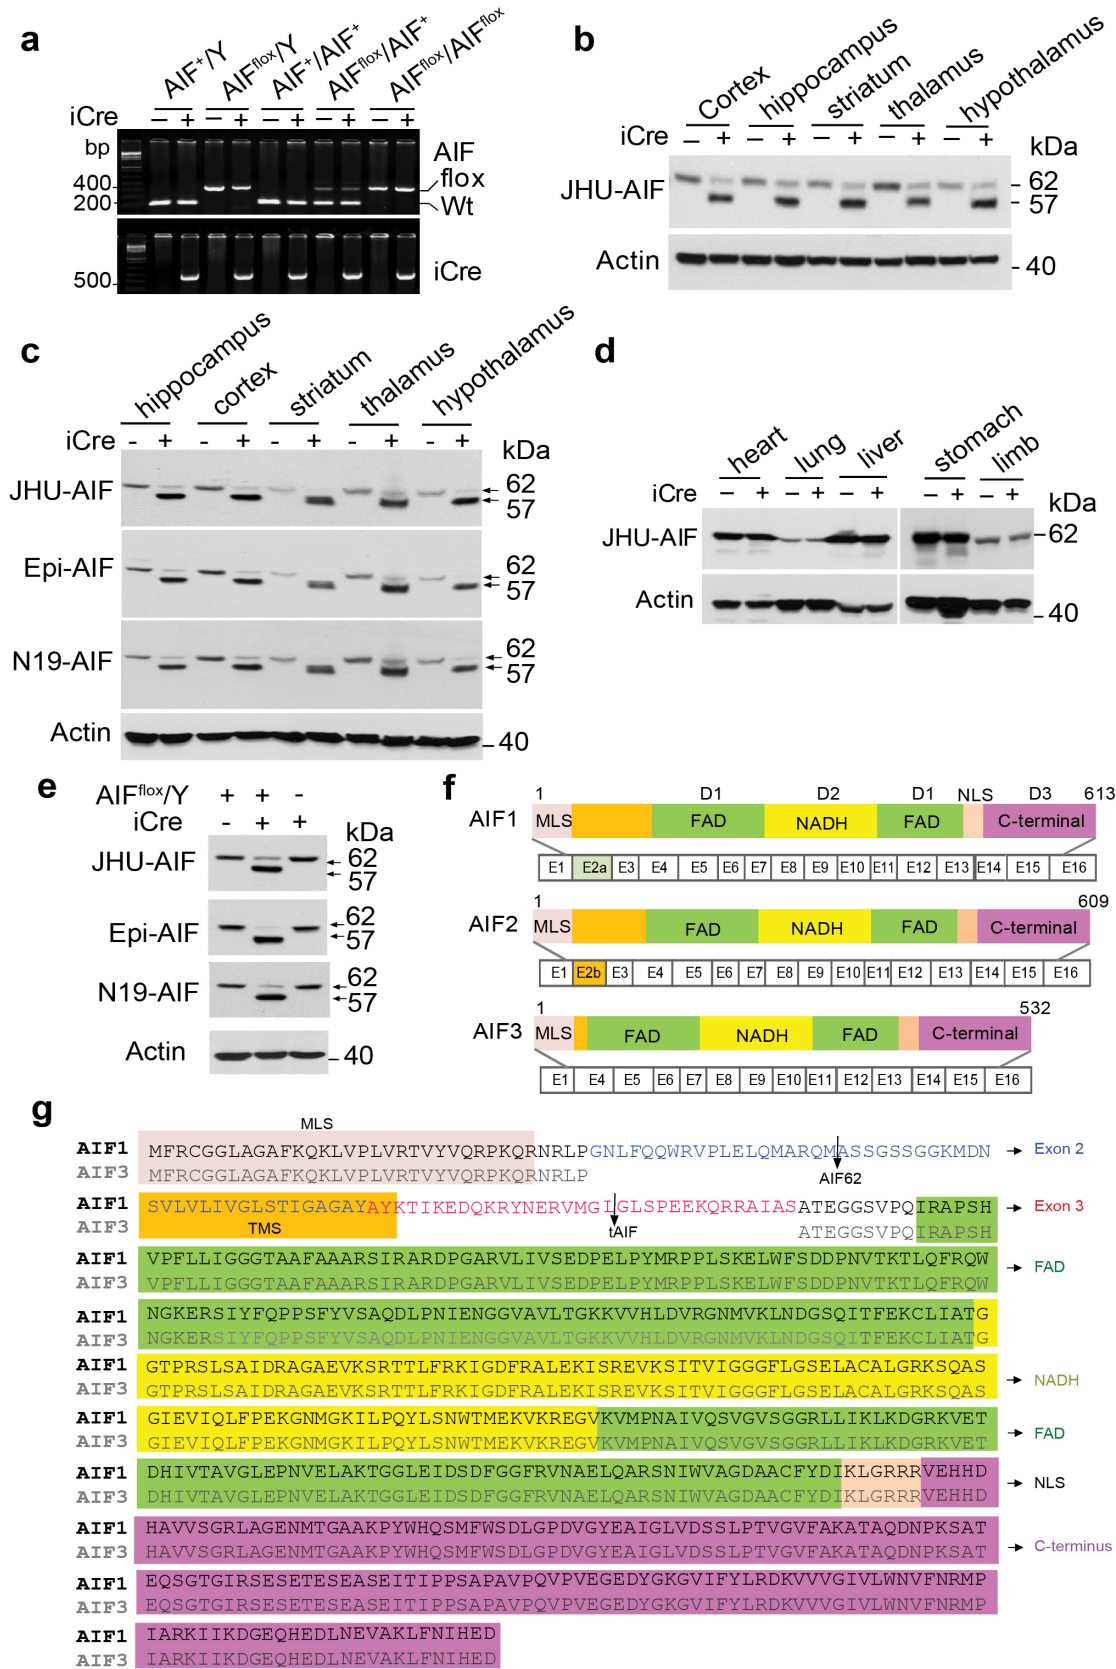 a
AIF+/Y
AIFflox/Y
AIF+/AIF+
AIFflox/AIF+
AIFflox/AIFflox
iCre − + − + − + − + − +
bp
AIF
400
flox
200
Wt
500
iCre
b
Cortex
hippocampus
striatum
thalamus
hypothalamus
iCre − + − + − + − + − +
kDa
JHU-AIF
62
57
Actin
40
c
hippocampus
cortex
striatum
thalamus
hypothalamus
iCre - + - + - + - + - +
kDa
JHU-AIF
62
57
Epi-AIF
62
57
N19-AIF
62
57
Actin
40
d
heart
lung
liver
stomach
limb
iCre − + − + − + − + − +
kDa
JHU-AIF
62
Actin
40
e
AIFflox/Y + + -
iCre - + +
kDa
JHU-AIF
62
57
Epi-AIF
62
57
N19-AIF
62
57
Actin
40
f
1 D1 D2 D1 NLS D3 613
AIF1 MLS FAD NADH FAD C-terminal
E1 E2a E3 E4 E5 E6 E7 E8 E9 E10 E11 E12 E13 E14 E15 E16
1 609
AIF2 MLS FAD NADH FAD C-terminal
E1 E2b E3 E4 E5 E6 E7 E8 E9 E10 E11 E12 E13 E14 E15 E16
1 532
AIF3 MLS FAD NADH FAD C-terminal
E1 E4 E5 E6 E7 E8 E9 E10 E11 E12 E13 E14 E15 E16
g
MLS
AIF1 MFRCGGLAGAFKQKLVPLVRTVYVQRPKQRNRLPGNLFQQWRVPLELQMARQMASSGSSGGKMDN Exon 2
AIF3 MFRCGGLAGAFKQKLVPLVRTVYVQRPKQRNRLP
AIF62
AIF1 SVLVLIVGLSTIGAGAYAYKTIKEDQKRYNERVMGLGLSPEEKQRRAIASATEGGSVPQIRAPSH Exon 3
AIF3 TMS tAIF ATEGGSVPQIRAPSH
AIF1 VPFLLIGGGTAAFAAARSIRARDPGARVLIVSEDPELPYMRPPLSKELWFSDDPNVTKTLQFRQW
AIF3 VPFLLIGGGTAAFAAARSIRARDPGARVLIVSEDPELPYMRPPLSKELWFSDDPNVTKTLQFRQW
FAD
AIF1 NGKERSIYFQPPSFYVSAQDLPNIENGGVAVLTGKKVVHLDVRGNMVKLNDGSQITFEKCLIATG
AIF3 NGKERSIYFQPPSFYVSAQDLPNIENGGVAVLTGKKVVHLDVRGNMVKLNDGSQITFEKCLIATG
AIF1 GTPRSLSAIDRAGAEVKSRTTLFRKIGDFRALEKISREVKSITVIGGGFLGSELACALGRKSQAS
AIF3 GTPRSLSAIDRAGAEVKSRTTLFRKIGDFRALEKISREVKSITVIGGGFLGSELACALGRKSQAS
NADH
AIF1 GIEVIQLFPEKGNMGKILPQYLSNWTMEKVKREGVKVMPNAIVQSVGVSGGRLLIKLKDGRKVET
AIF3 GIEVIQLFPEKGNMGKILPQYLSNWTMEKVKREGVKVMPNAIVQSVGVSGGRLLIKLKDGRKVET
FAD
AIF1 DHIVTAVGLEPNVELAKTGGLEIDSDFGGFRVNAELQARSNIWVAGDAACFYDIKLGRRRVEHHD
AIF3 DHIVTAVGLEPNVELAKTGGLEIDSDFGGFRVNAELQARSNIWVAGDAACFYDIKLGRRRVEHHD
NLS
AIF1 HAVVSGRLAGENMTGAAKPYWHQSMFWSDLGPDVGYEAIGLVDSSLPTVGVFAKATAQDNPKSAT
AIF3 HAVVSGRLAGENMTGAAKPYWHQSMFWSDLGPDVGYEAIGLVDSSLPTVGVFAKATAQDNPKSAT
C-terminus
AIF1 EQSGTGIRSESETESEASEITIPPSAPAVPQVPVEGEDYGKGVIFYLRDKVVVGIVLWNVFNRMP
AIF3 EQSGTGIRSESETESEASEITIPPSAPAVPQVPVEGEDYGKGVIFYLRDKVVVGIVLWNVFNRMP
AIF1 IARKIIKDGEQHEDLNEVAKLFNIHED
AIF3 IARKIIKDGEQHEDLNEVAKLFNIHED